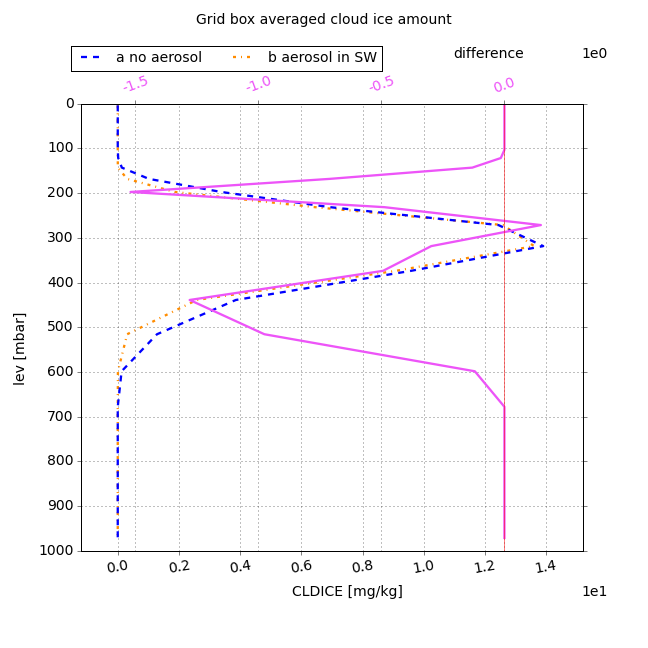 Grid box averaged cloud ice amount
a no aerosol b aerosol in SW difference 1e0
-1.5 -1.0 -0.5 0.0
0
100
200
300
400
500
600
700
800
900
1000
lev [mbar]
0.0 0.2 0.4 0.6 0.8 1.0 1.2 1.4
CLDICE [mg/kg] 1e1